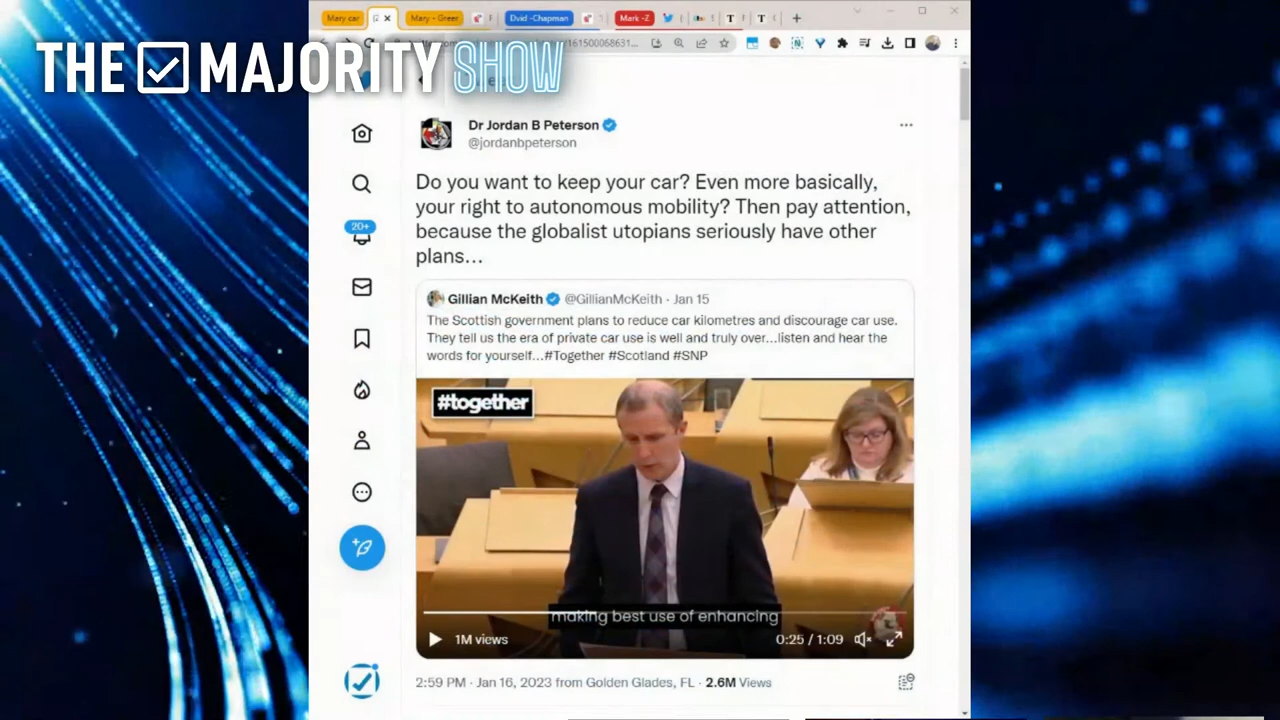 Mary car
Mary - Greer
Dvid -Chapman
Mark -Z
THE MAJORITY SHOW
Dr Jordan B Peterson
@jordanbpeterson
Do you want to keep your car? Even more basically,
your right to autonomous mobility? Then pay attention,
because the globalist utopians seriously have other
plans...
20+
Gillian McKeith @GillianMcKeith · Jan 15
The Scottish government plans to reduce car kilometres and discourage car use.
They tell us the era of private car use is well and truly over...listen and hear the
words for yourself...#Together #Scotland #SNP
#together
making best use of enhancing
1M views
0:25 / 1:09
2:59 PM · Jan 16, 2023 from Golden Glades, FL · 2.6M Views